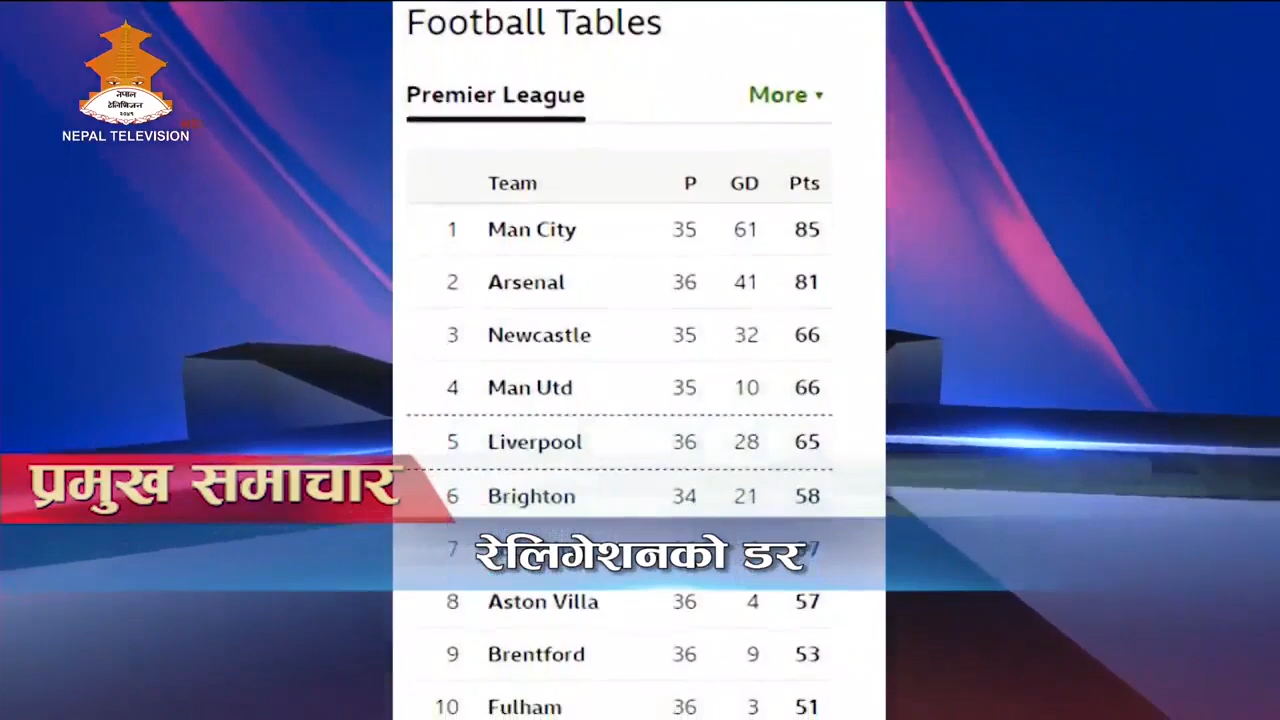 नेपाल
टेलिभिजन
२०४१
NEPAL TELEVISION
Football Tables
Premier League More
Team P GD Pts
1 Man City 35 61 85
2 Arsenal 36 41 81
3 Newcastle 35 32 66
4 Man Utd 35 10 66
5 Liverpool 36 28 65
प्रमुख समाचार
6 Brighton 34 21 58
7
रेलिगेशनको डर
8 Aston Villa 36 4 57
9 Brentford 36 9 53
10 Fulham 36 3 51